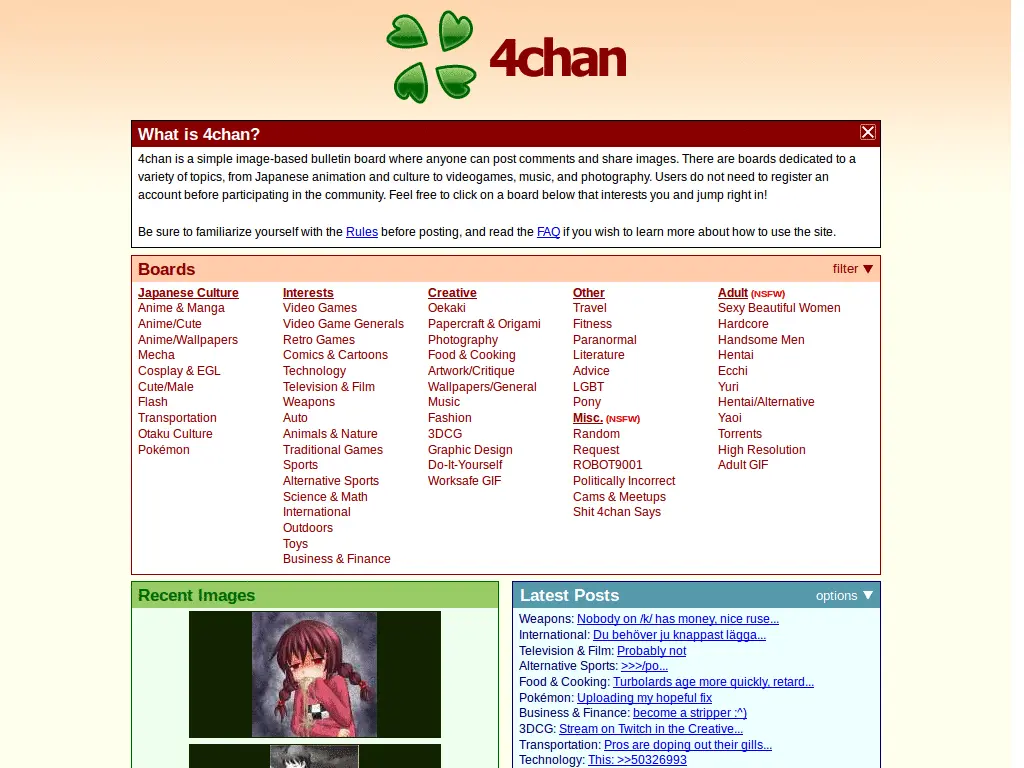 4chan
What is 4chan?
4chan is a simple image-based bulletin board where anyone can post comments and share images. There are boards dedicated to a
variety of topics, from Japanese animation and culture to videogames, music, and photography. Users do not need to register an
account before participating in the community. Feel free to click on a board below that interests you and jump right in!
Be sure to familiarize yourself with the Rules before posting, and read the FAQ if you wish to learn more about how to use the site.
Boards
filter ▼
Japanese Culture
Anime & Manga
Anime/Cute
Anime/Wallpapers
Mecha
Cosplay & EGL
Cute/Male
Flash
Transportation
Otaku Culture
Pokémon
Interests
Video Games
Video Game Generals
Retro Games
Comics & Cartoons
Technology
Television & Film
Weapons
Auto
Animals & Nature
Traditional Games
Sports
Alternative Sports
Science & Math
International
Outdoors
Toys
Business & Finance
Creative
Oekaki
Papercraft & Origami
Photography
Food & Cooking
Artwork/Critique
Wallpapers/General
Music
Fashion
3DCG
Graphic Design
Do-It-Yourself
Worksafe GIF
Other
Travel
Fitness
Paranormal
Literature
Advice
LGBT
Pony
Misc. (NSFW)
Random
Request
ROBOT9001
Politically Incorrect
Cams & Meetups
Shit 4chan Says
Adult (NSFW)
Sexy Beautiful Women
Hardcore
Handsome Men
Hentai
Ecchi
Yuri
Hentai/Alternative
Yaoi
Torrents
High Resolution
Adult GIF
Recent Images
Latest Posts
options ▼
Weapons: Nobody on /k/ has money, nice ruse...
International: Du behöver ju knappast lägga...
Television & Film: Probably not
Alternative Sports: >>>/po...
Food & Cooking: Turbolards age more quickly, retard...
Pokémon: Uploading my hopeful fix
Business & Finance: become a stripper :^)
3DCG: Stream on Twitch in the Creative...
Transportation: Pros are doping out their gills...
Technology: This: >>50326993